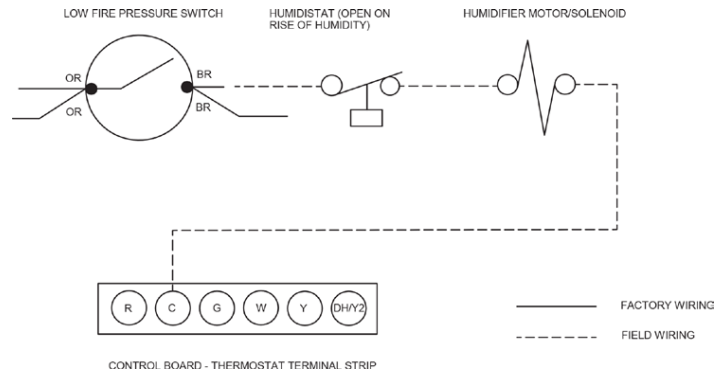 LOW FIRE PRESSURE SWITCH
HUMIDISTAT (OPEN ON
RISE OF HUMIDITY)
HUMIDIFIER MOTOR/SOLENOID
OR
BR
OR
BR
R
C
G
W
Y
DH/Y2
FACTORY WIRING
FIELD WIRING
CONTROL BOARD - THERMOSTAT TERMINAL STRIP